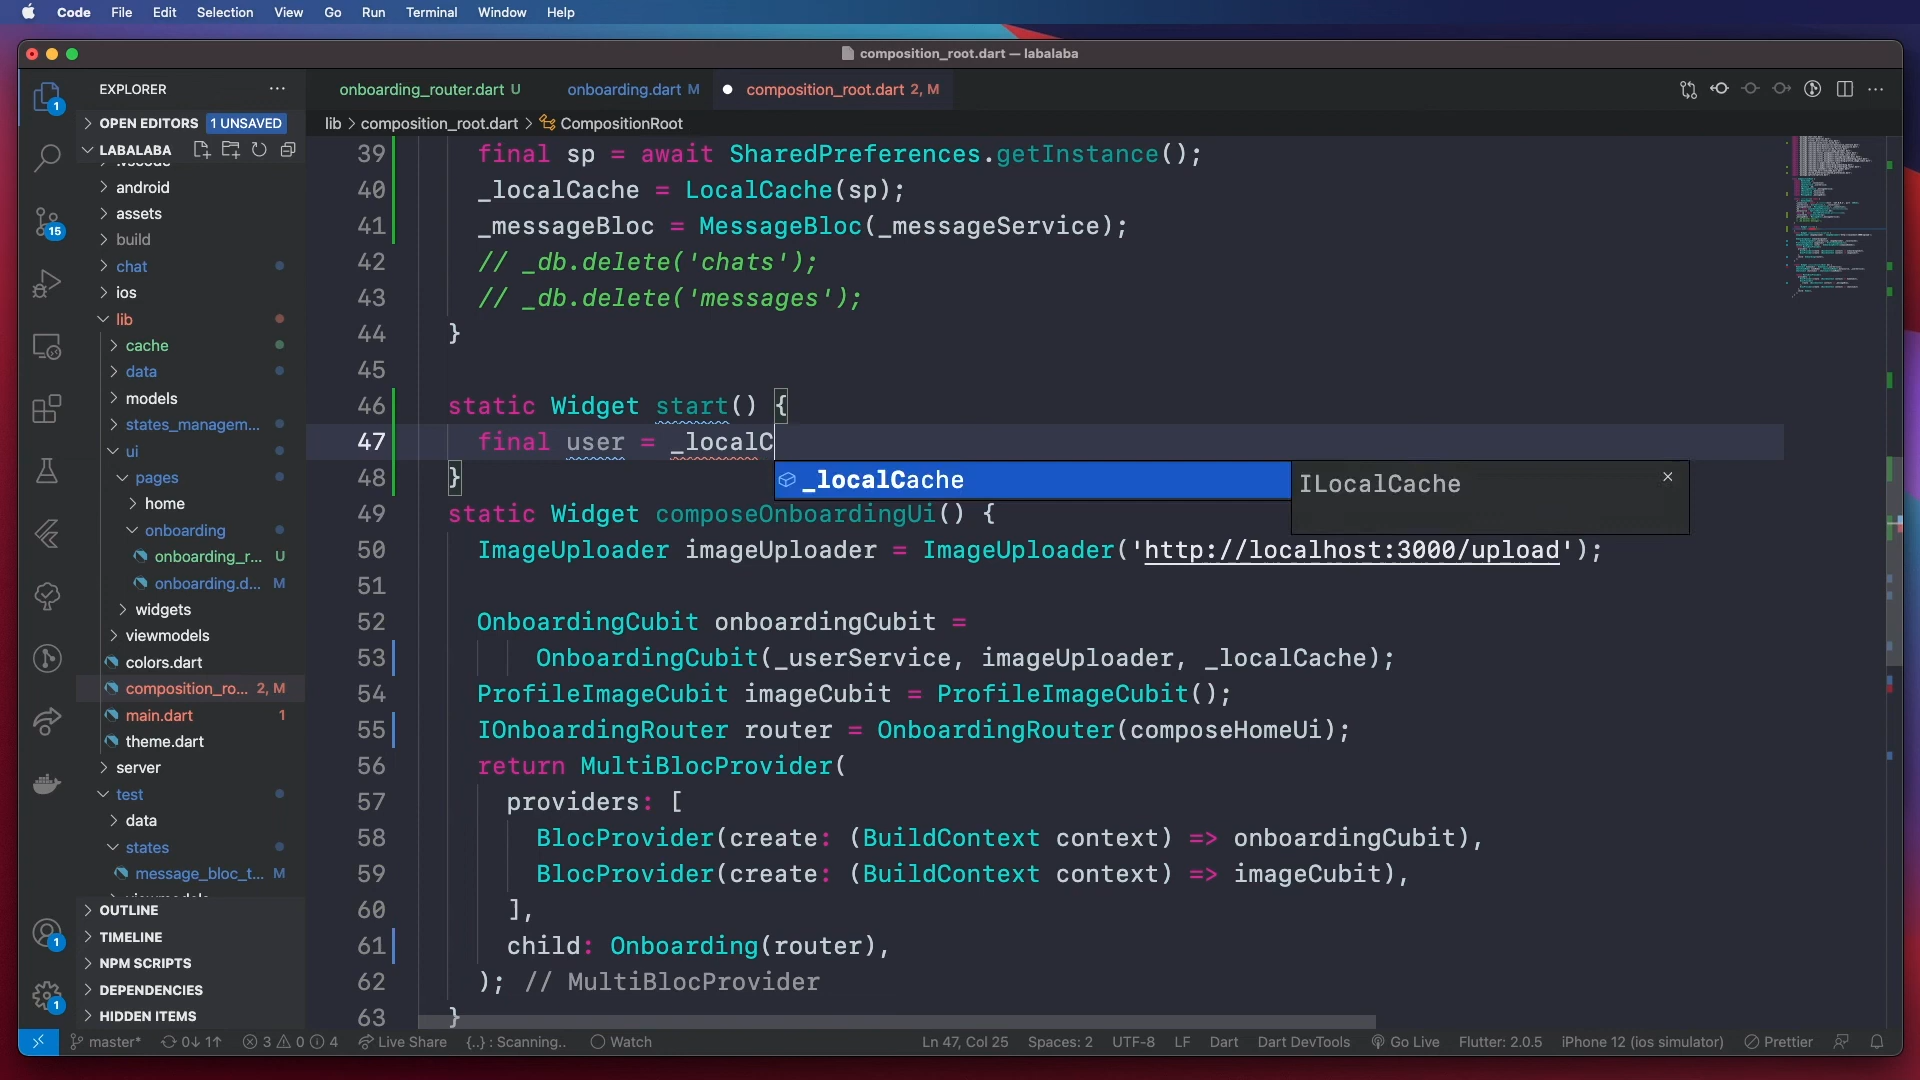 Code File Edit Selection View Go Run Terminal Window Help
composition_root.dart — labalaba
EXPLORER
onboarding_router.dart U onboarding.dart M composition_root.dart 2, M
OPEN EDITORS 1 UNSAVED
lib > composition_root.dart > CompositionRoot
LABALABA
android
assets
build
chat
ios
lib
cache
data
models
states_managem...
ui
pages
home
onboarding
onboarding_r... U
onboarding.d... M
widgets
viewmodels
colors.dart
composition_ro... 2, M
main.dart 1
theme.dart
server
test
data
states
message_bloc_t... M
OUTLINE
TIMELINE
NPM SCRIPTS
DEPENDENCIES
HIDDEN ITEMS
1
15
1
1
39 final sp = await SharedPreferences.getInstance();
40 _localCache = LocalCache(sp);
41 _messageBloc = MessageBloc(_messageService);
42 // _db.delete('chats');
43 // _db.delete('messages');
44 }
45
46 static Widget start() {
47 final user = _localC
48 }
_localCache
ILocalCache
49 static Widget composeOnboardingUi() {
50 ImageUploader imageUploader = ImageUploader('http://localhost:3000/upload');
51
52 OnboardingCubit onboardingCubit =
53 OnboardingCubit(_userService, imageUploader, _localCache);
54 ProfileImageCubit imageCubit = ProfileImageCubit();
55 IOnboardingRouter router = OnboardingRouter(composeHomeUi);
56 return MultiBlocProvider(
57 providers: [
58 BlocProvider(create: (BuildContext context) => onboardingCubit),
59 BlocProvider(create: (BuildContext context) => imageCubit),
60 ],
61 child: Onboarding(router),
62 ); // MultiBlocProvider
63 }
master* 0↓ 1↑ 3 0 4 Live Share {..} : Scanning.. Watch Ln 47, Col 25 Spaces: 2 UTF-8 LF Dart Dart DevTools Go Live Flutter: 2.0.5 iPhone 12 (ios simulator) Prettier